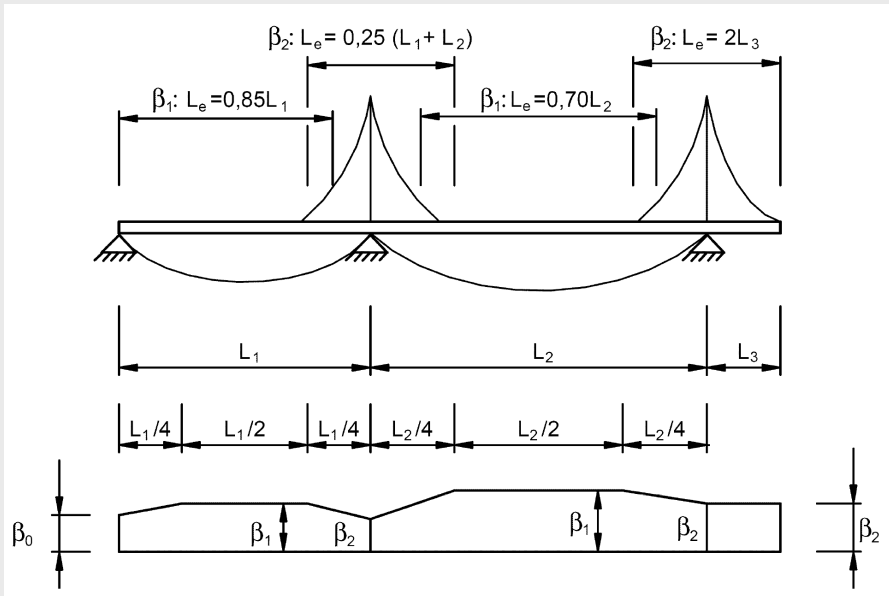 β₂: Lₑ = 0,25 (L₁ + L₂)
β₂: Lₑ = 2L₃
β₁: Lₑ =0,85L₁
β₁: Lₑ=0,70L₂
L₁
L₂
L₃
L₁/4
L₁/2
L₁/4
L₂/4
L₂/2
L₂/4
β₀
β₁
β₂
β₁
β₂
β₂